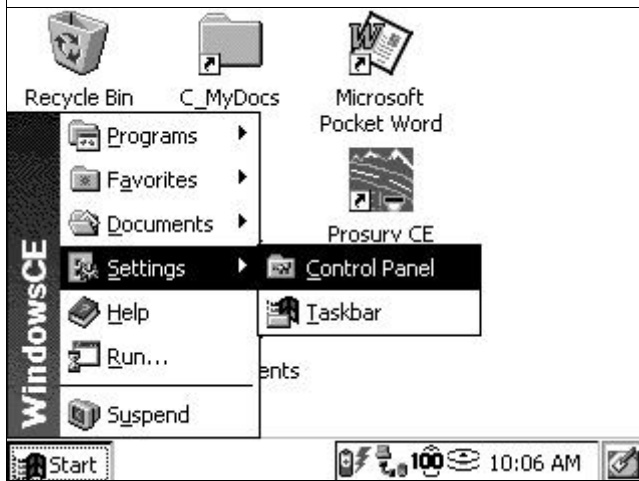 Recycle Bin
C_MyDocs
Microsoft
Pocket Word
Prosurv CE
WindowsCE
Programs
Favorites
Documents
Settings
Help
Run...
Suspend
Control Panel
Taskbar
ents
Start
100
10:06 AM